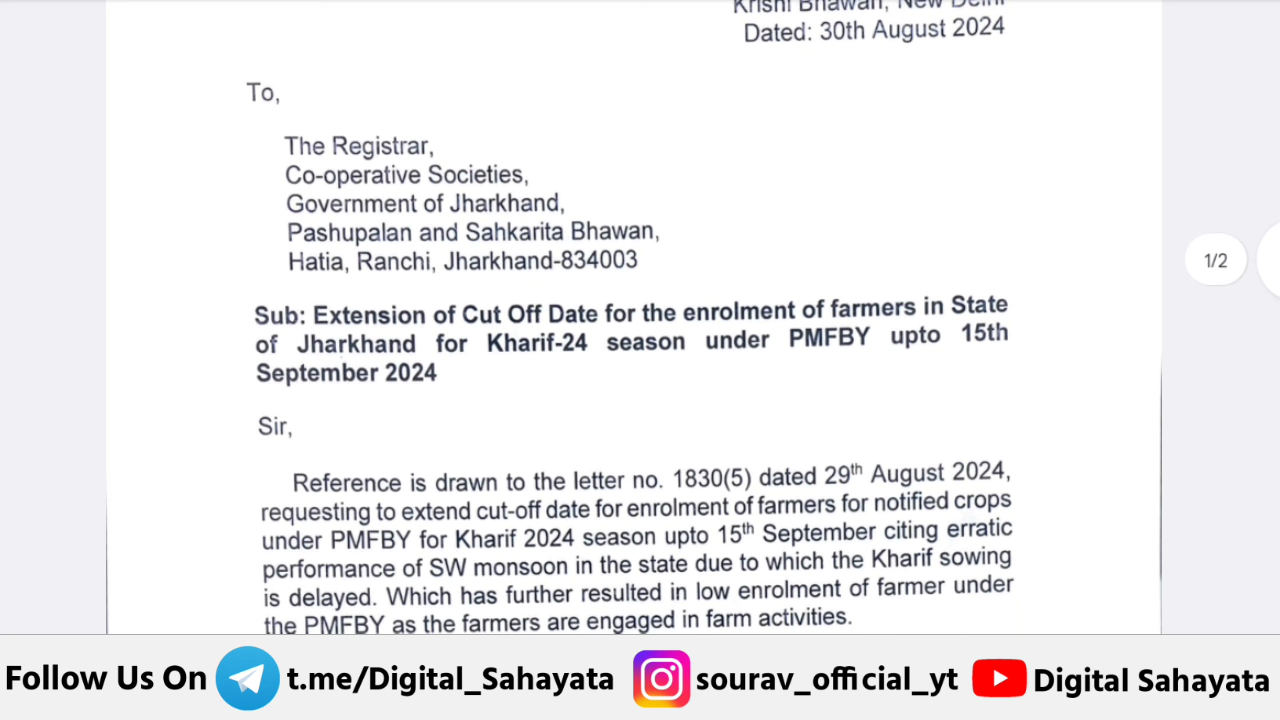 Krishi Bhawan, New Delhi
Dated: 30th August 2024
To,
The Registrar,
Co-operative Societies,
Government of Jharkhand,
Pashupalan and Sahkarita Bhawan,
Hatia, Ranchi, Jharkhand-834003
1/2
Sub: Extension of Cut Off Date for the enrolment of farmers in State
of Jharkhand for Kharif-24 season under PMFBY upto 15th
September 2024
Sir,
Reference is drawn to the letter no. 1830(5) dated 29th August 2024,
requesting to extend cut-off date for enrolment of farmers for notified crops
under PMFBY for Kharif 2024 season upto 15th September citing erratic
performance of SW monsoon in the state due to which the Kharif sowing
is delayed. Which has further resulted in low enrolment of farmer under
the PMFBY as the farmers are engaged in farm activities.
Follow Us On t.me/Digital_Sahayata sourav_official_yt Digital Sahayata